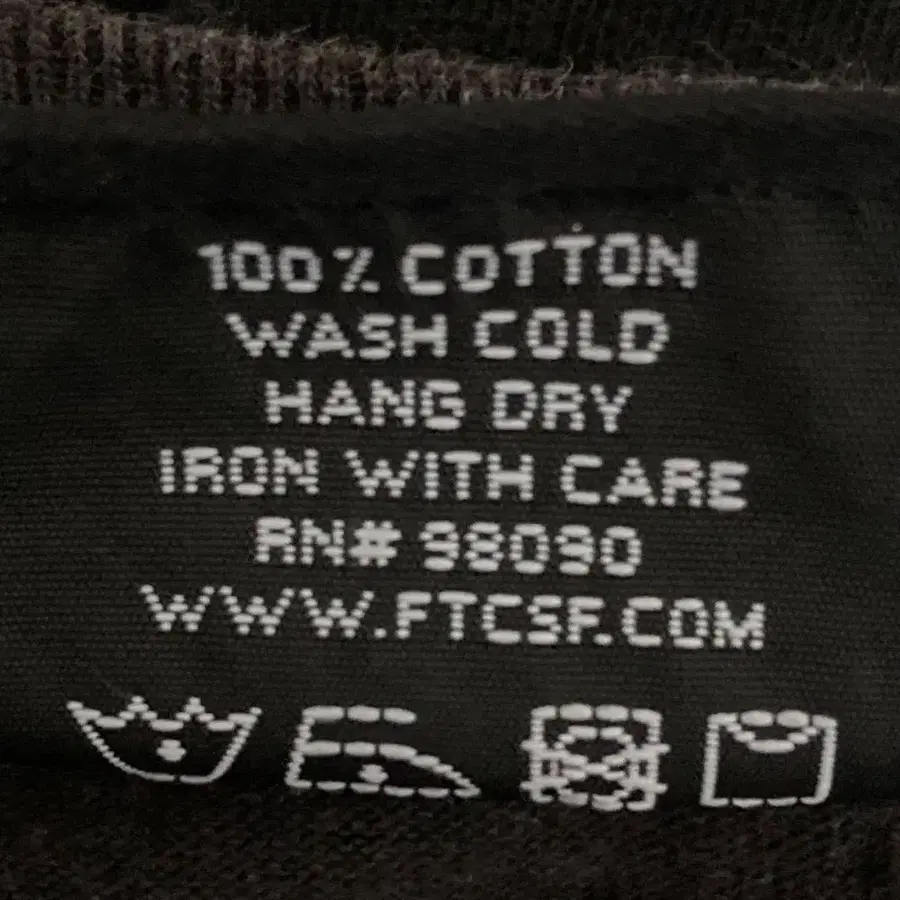 100% COTTON
WASH COLD
HANG DRY
IRON WITH CARE
RN# 98090
WWW.FTCSF.COM